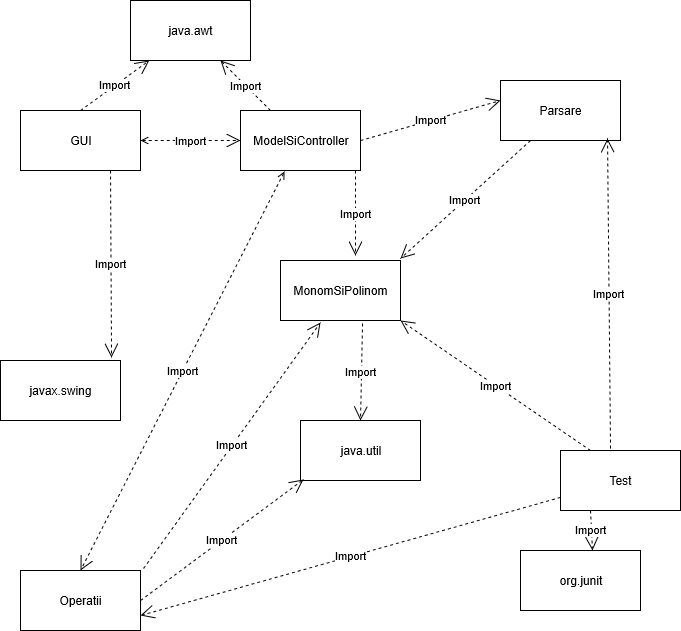 java.awt
Import
Import
GUI
Import
ModelSiController
Import
Parsare
Import
Import
Import
MonomSiPolinom
Import
javax.swing
Import
Import
Import
Import
java.util
Test
Import
Import
Import
Import
Operatii
org.junit